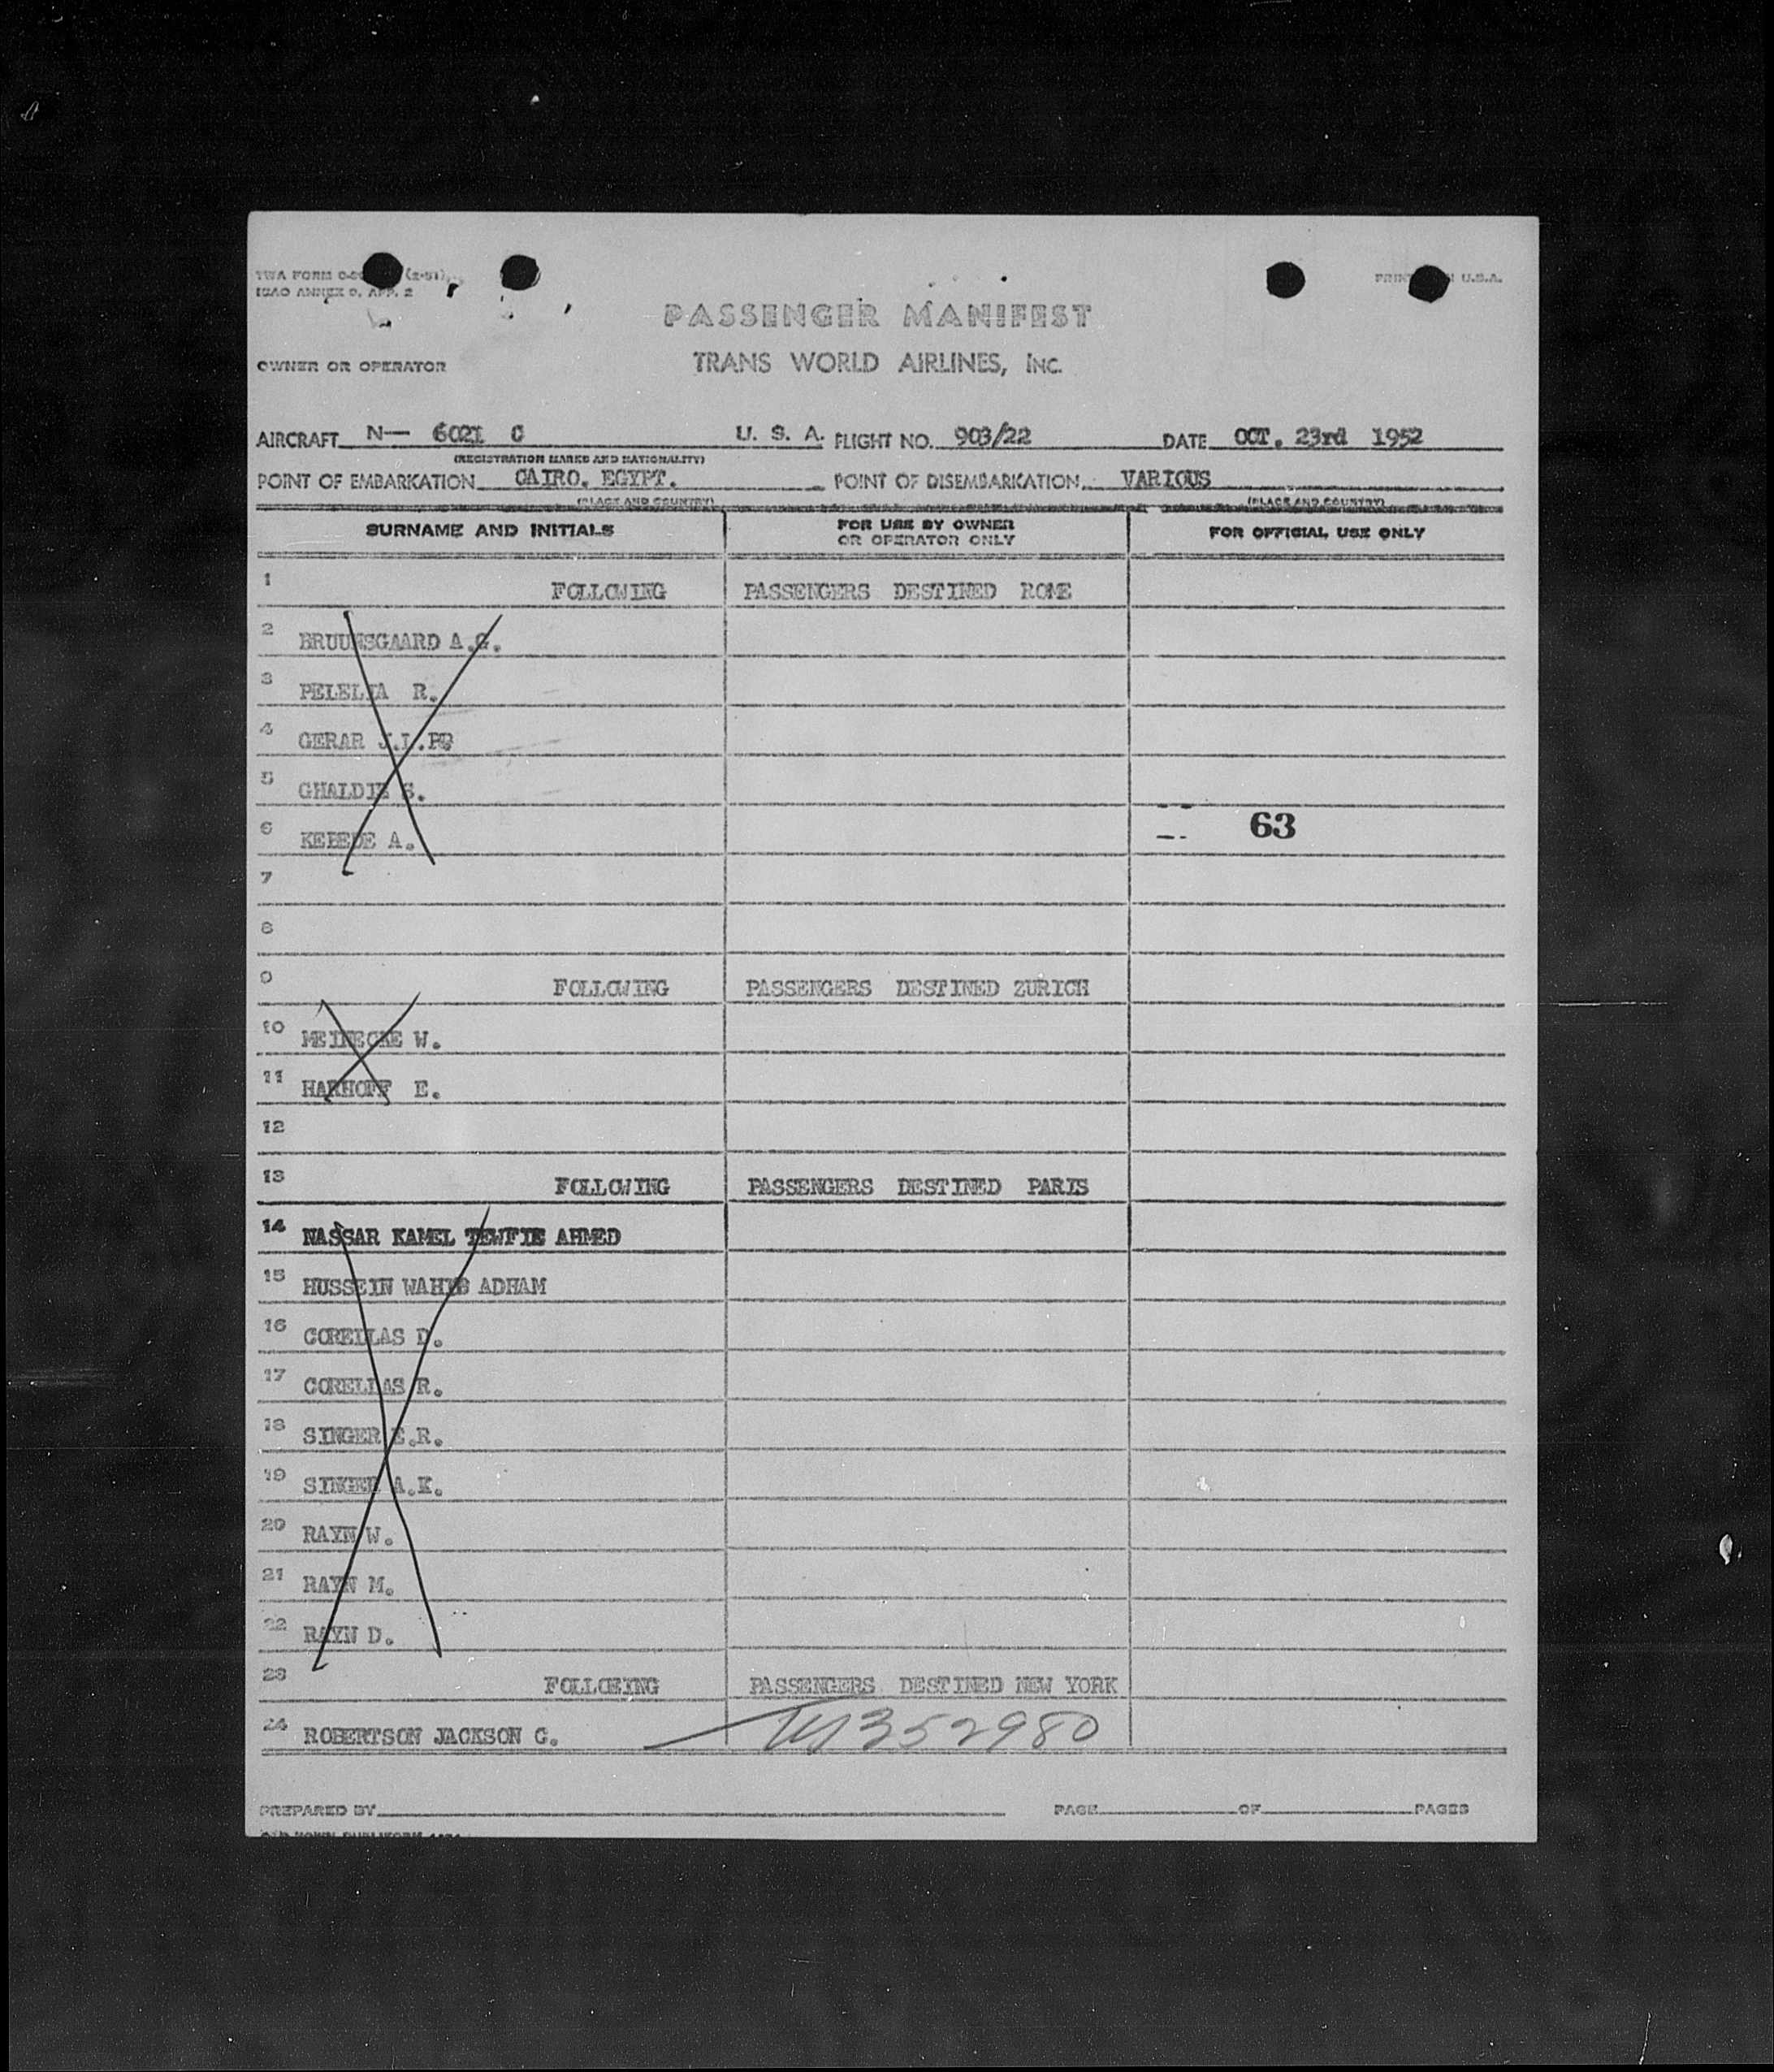 TWA FORM (2-51)
ICAO ANNEX 9, APP. 2
PRINTED IN U.S.A.
PASSENGER MANIFEST
OWNER OR OPERATOR TRANS WORLD AIRLINES, INC.
AIRCRAFT N— 6021 C U. S. A. FLIGHT NO. 903/22 DATE OCT. 23rd 1952
(REGISTRATION MARKS AND NATIONALITY)
POINT OF EMBARKATION CAIRO. EGYPT. POINT OF DISEMBARKATION VARIOUS
(PLACE AND COUNTRY) (PLACE AND COUNTRY)
SURNAME AND INITIALS FOR USE BY OWNER OR OPERATOR ONLY FOR OFFICIAL USE ONLY
1 FOLLOWING PASSENGERS DESTINED ROME
2 BRUUNSGAARD A.G.
3 PELELIA R.
4 GERAR J.L.
5 GHALDIE S.
6 KEBEDE A. 63
7
8
9 FOLLOWING PASSENGERS DESTINED ZURICH
10 MEINECKE W.
11 HARHOFF E.
12
13 FOLLOWING PASSENGERS DESTINED PARIS
14 NASSAR KAMEL TEWFIK AHMED
15 HUSSEIN WAHIB ADHAM
16 CORELLAS D.
17 CORELLAS R.
18 SINGER E.R.
19 SINGER A.K.
20 RAYN W.
21 RAYN M.
22 RAYN D.
23 FOLLOWING PASSENGERS DESTINED NEW YORK
24 ROBERTSON JACKSON G. 352980
PREPARED BY PAGE OF PAGES